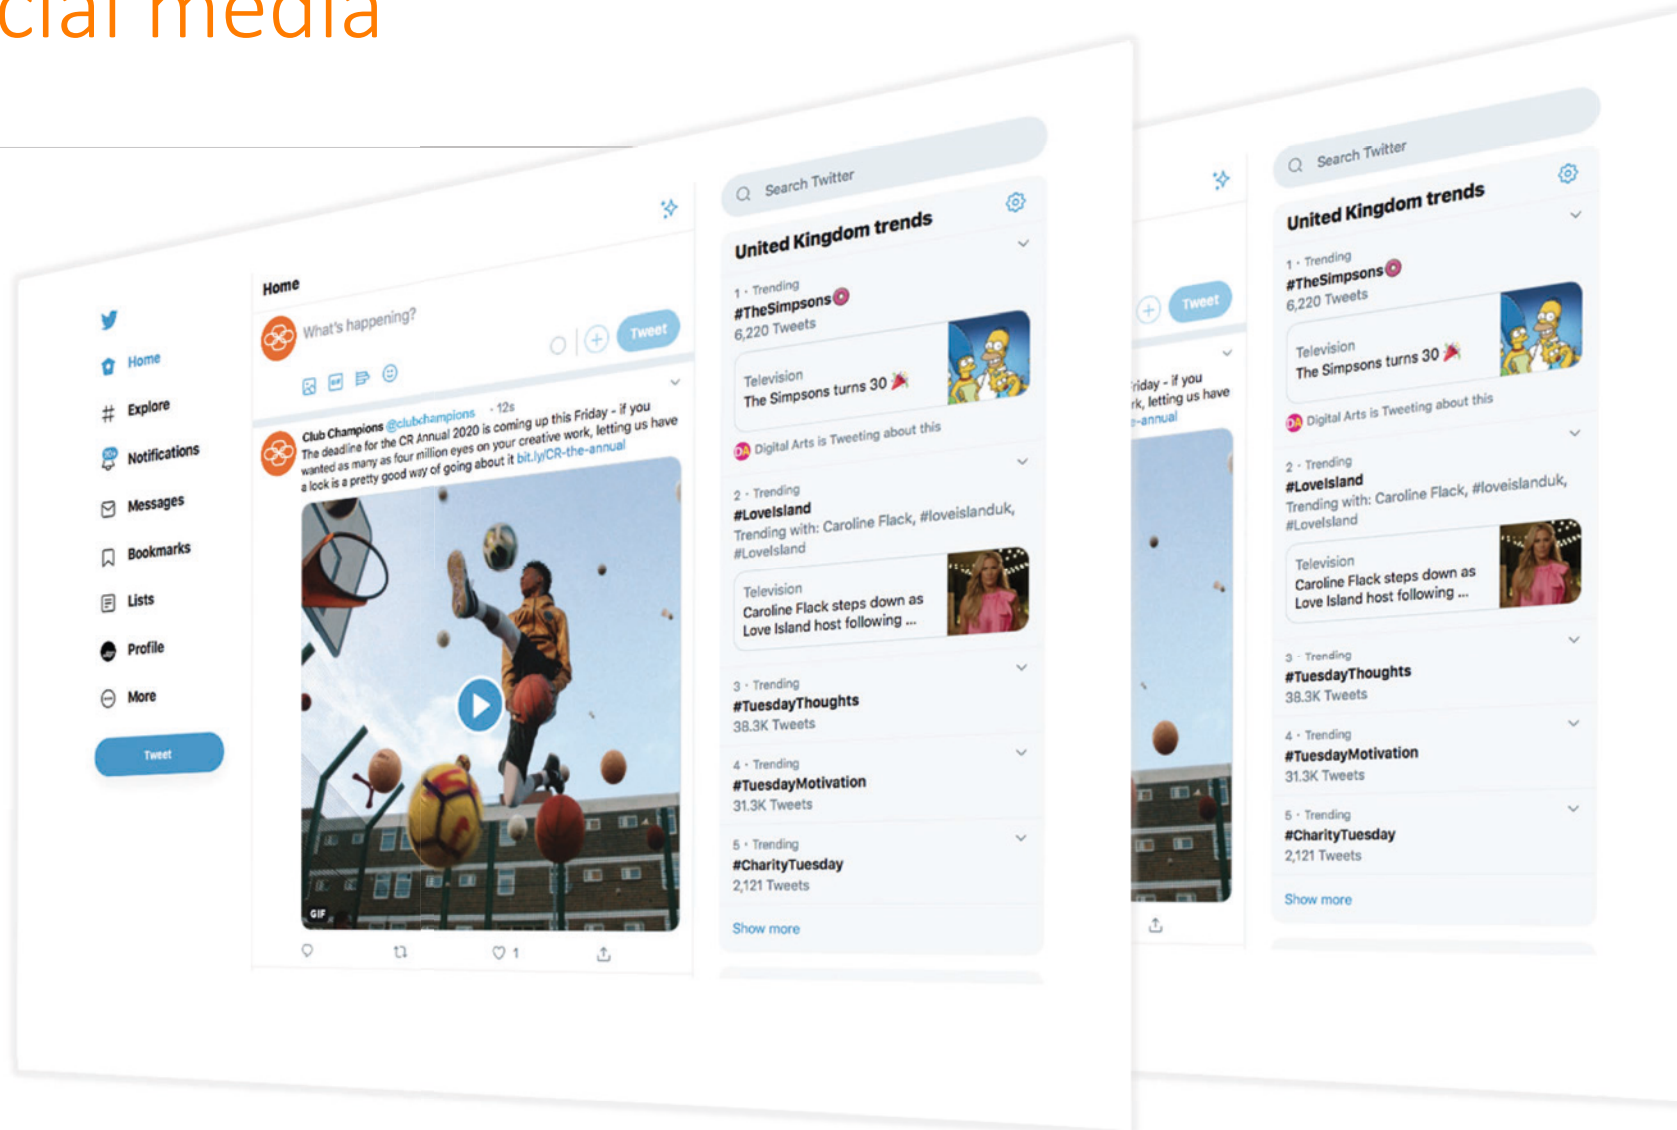 cial media
Home
Explore
20+
Notifications
Messages
Bookmarks
Lists
Profile
More
Tweet
Home
What's happening?
GIF
Tweet
Club Champions @clubchampions · 12s
The deadline for the CR Annual 2020 is coming up this Friday - if you
wanted as many as four million eyes on your creative work, letting us have
a look is a pretty good way of going about it bit.ly/CR-the-annual
GIF
1
Search Twitter
United Kingdom trends
1 · Trending
#TheSimpsons
6,220 Tweets
Television
The Simpsons turns 30
DA Digital Arts is Tweeting about this
2 · Trending
#LoveIsland
Trending with: Caroline Flack, #loveislanduk,
#LoveIsland
Television
Caroline Flack steps down as
Love Island host following ...
3 · Trending
#TuesdayThoughts
38.3K Tweets
4 · Trending
#TuesdayMotivation
31.3K Tweets
5 · Trending
#CharityTuesday
2,121 Tweets
Show more
Tweet
riday - if you
rk, letting us have
e-annual
Search Twitter
United Kingdom trends
1 · Trending
#TheSimpsons
6,220 Tweets
Television
The Simpsons turns 30
DA Digital Arts is Tweeting about this
2 · Trending
#LoveIsland
Trending with: Caroline Flack, #loveislanduk,
#LoveIsland
Television
Caroline Flack steps down as
Love Island host following ...
3 · Trending
#TuesdayThoughts
38.3K Tweets
4 · Trending
#TuesdayMotivation
31.3K Tweets
5 · Trending
#CharityTuesday
2,121 Tweets
Show more